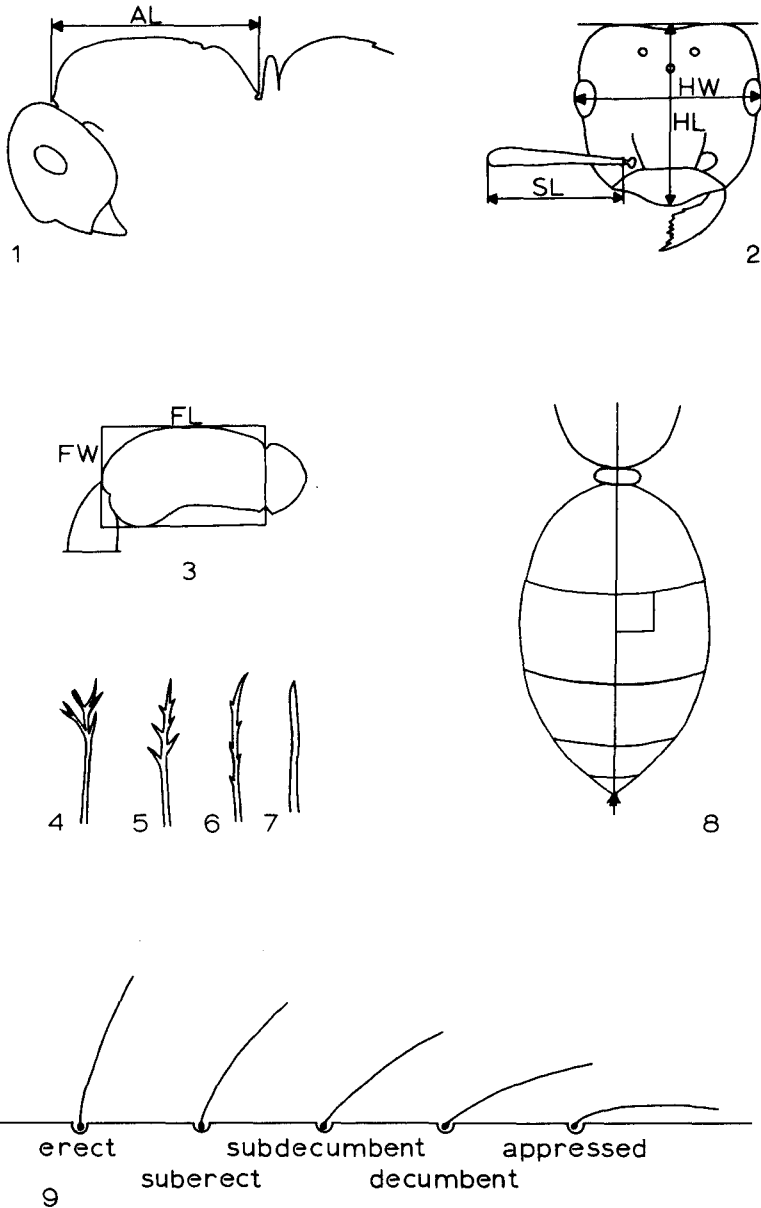 AL
HW
HL
SL
1
2
FL
FW
3
4 5 6 7
8
erect subdecumbent appressed
suberect decumbent
9